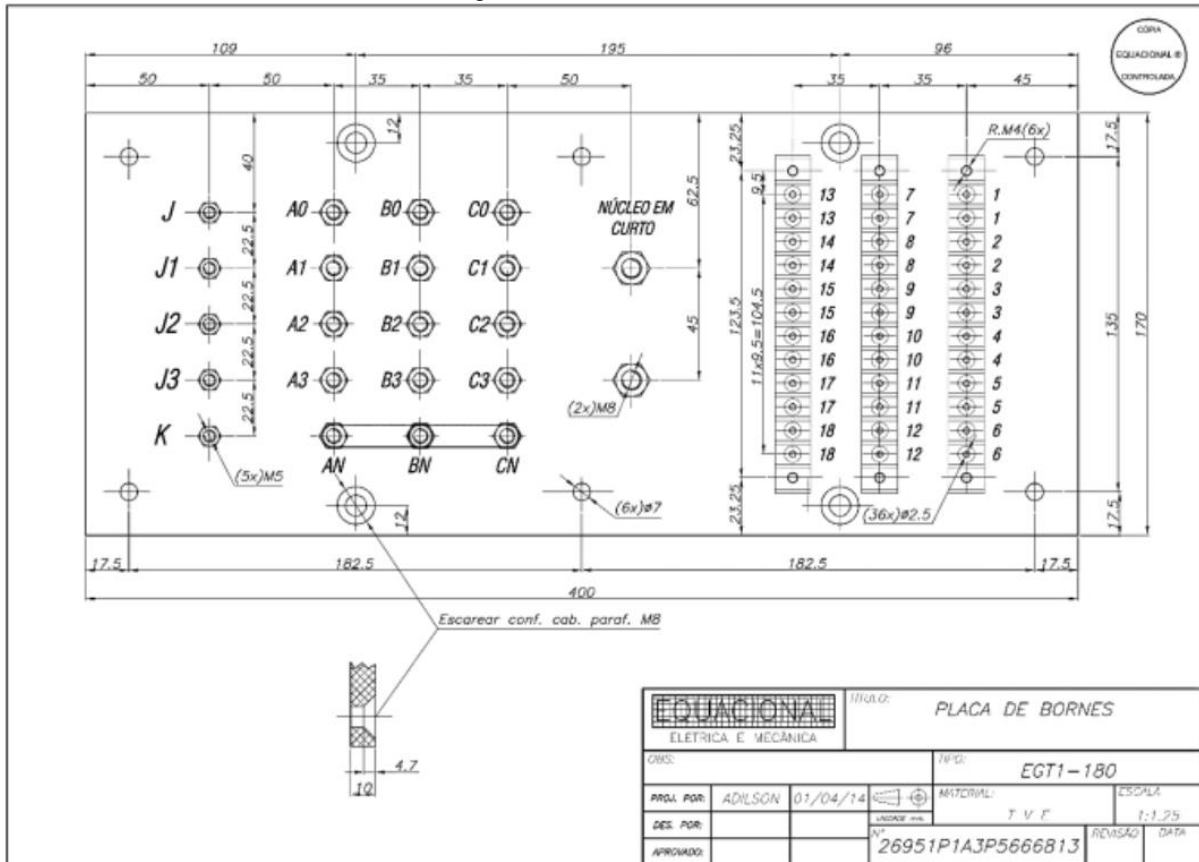 109 195 96
50 50 35 35 50 35 35 45
CÓPIA
EQUACIONAL ®
CONTROLADA
12
40
62.5
23.25
9.5
17.5
R.M4(6x)
J A0 B0 C0
NÚCLEO EM
CURTO
J1 A1 B1 C1
J2 A2 B2 C2
J3 A3 B3 C3
K
AN BN CN
22.5
22.5
22.5
22.5
45
123.5
11x9.5=104.5
135
170
13 7 1
13 7 1
14 8 2
14 8 2
15 9 3
15 9 3
16 10 4
16 10 4
17 11 5
17 11 5
18 12 6
18 12 6
(2x)M8
(5x)M5
(6x)ø7
(36x)ø2.5
12
23.25
17.5
17.5 182.5 182.5 17.5
400
Escarear conf. cab. paraf. M8
4.7
10
EQUACIONAL
ELÉTRICA E MECÂNICA
TÍTULO:
PLACA DE BORNES
OBS:
TIPO:
EGT1-180
PROJ. POR: ADILSON 01/04/14
UNIDADE mm.
MATERIAL:
T V E
ESCALA
1:1.25
DES. POR:
APROVADO:
Nº
26951P1A3P5666813
REVISÃO DATA